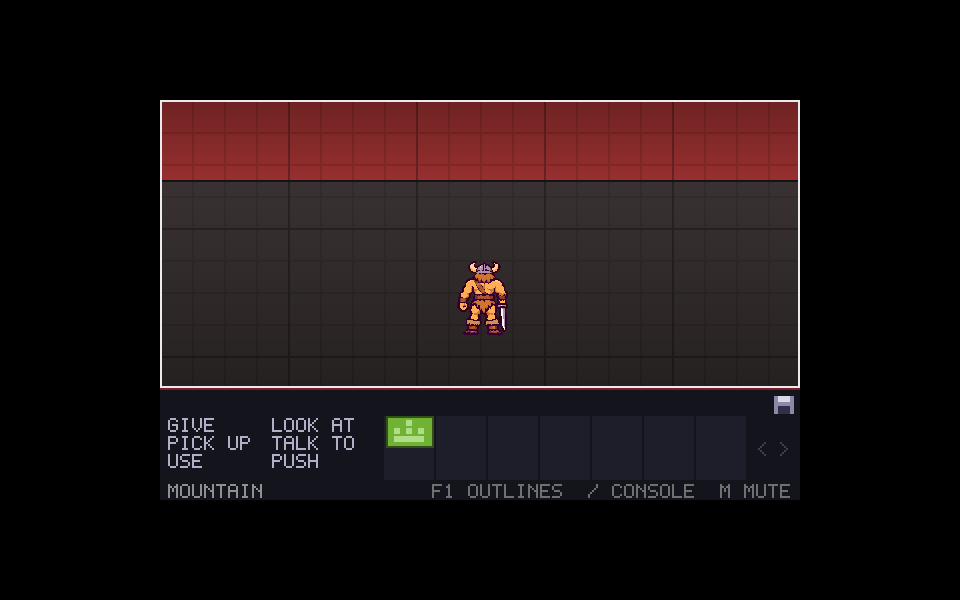 GIVE LOOK AT
PICK UP TALK TO
USE PUSH
MOUNTAIN F1 OUTLINES / CONSOLE M MUTE